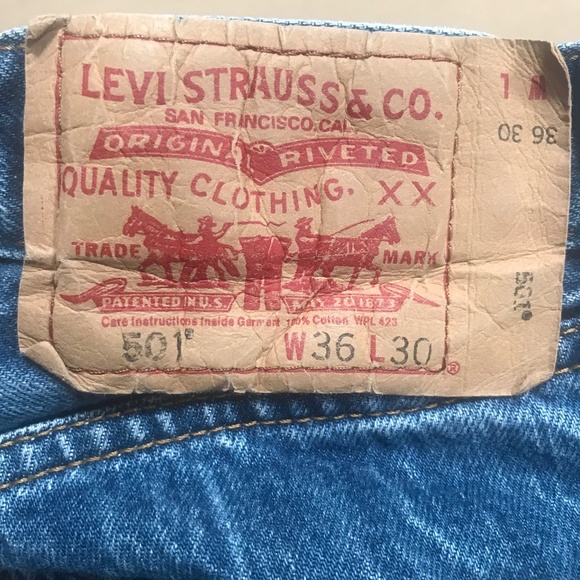 LEVI STRAUSS & CO.
SAN FRANCISCO, CAL
ORIGINAL RIVETED
QUALITY CLOTHING. XX
TRADE MARK
PATENTED IN U.S. MAY 20 1873
Care Instructions Inside Garment 100% Cotton WPL 423
501® W36 L30 ®
1 M
36 30
501®